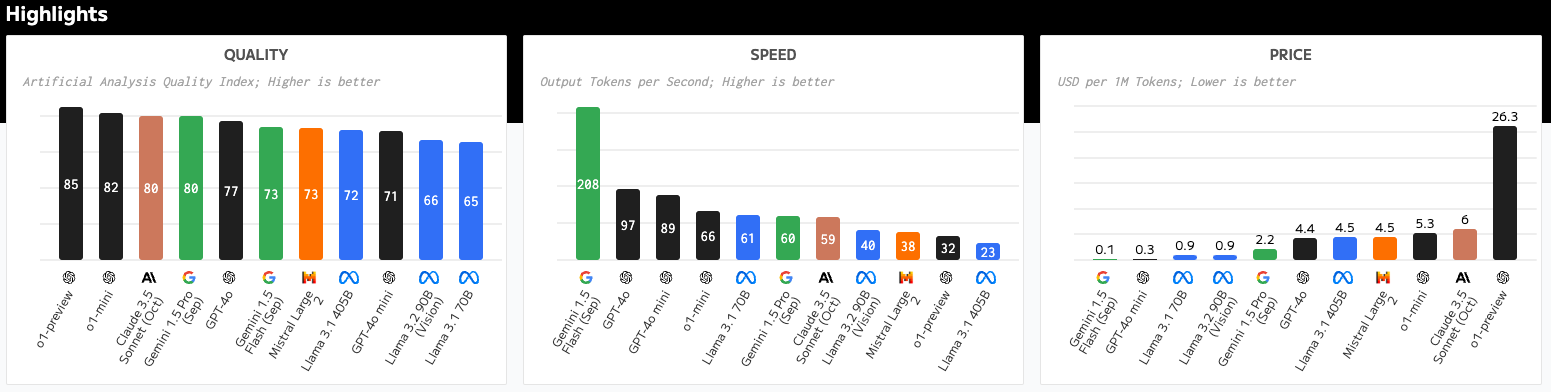 Highlights
QUALITY
Artificial Analysis Quality Index; Higher is better
85
82
80
80
77
73
73
72
71
66
65
o1-preview
o1-mini
Claude 3.5
Sonnet (Oct)
Gemini 1.5 Pro
(Sep)
GPT-4o
Gemini 1.5
Flash (Sep)
Mistral Large
2
Llama 3.1 405B
GPT-4o mini
Llama 3.2 90B
(Vision)
Llama 3.1 70B
SPEED
Output Tokens per Second; Higher is better
208
97
89
66
61
60
59
40
38
32
23
Gemini 1.5
Flash (Sep)
GPT-4o
GPT-4o mini
o1-mini
Llama 3.1 70B
Gemini 1.5 Pro
(Sep)
Claude 3.5
Sonnet (Oct)
Llama 3.2 90B
(Vision)
Mistral Large
2
o1-preview
Llama 3.1 405B
PRICE
USD per 1M Tokens; Lower is better
0.1
0.3
0.9
0.9
2.2
4.4
4.5
4.5
5.3
6
26.3
Gemini 1.5
Flash (Sep)
GPT-4o mini
Llama 3.1 70B
Llama 3.2 90B
(Vision)
Gemini 1.5 Pro
(Sep)
GPT-4o
Llama 3.1 405B
Mistral Large
2
o1-mini
Claude 3.5
Sonnet (Oct)
o1-preview